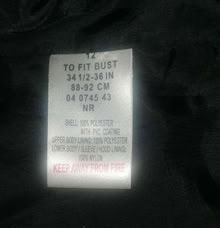 12
TO FIT BUST
34 1/2-36 IN
88-92 CM
04 0745 43
NR
SHELL: 100% POLYESTER
WITH PVC COATING
UPPER BODY LINING: 100% POLYESTER
LOWER BODY / SLEEVE / HOOD LINING:
100% NYLON
KEEP AWAY FROM FIRE